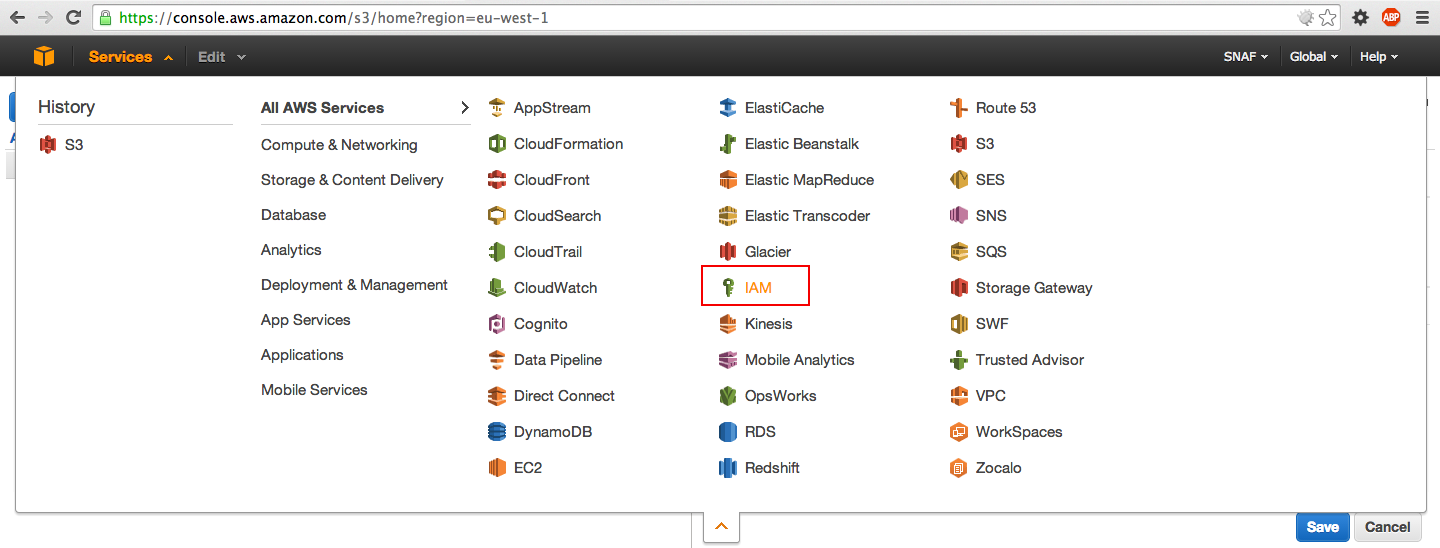 https://console.aws.amazon.com/s3/home?region=eu-west-1
ABP
Services
Edit
SNAF
Global
Help
History
S3
All AWS Services
Compute & Networking
Storage & Content Delivery
Database
Analytics
Deployment & Management
App Services
Applications
Mobile Services
AppStream
CloudFormation
CloudFront
CloudSearch
CloudTrail
CloudWatch
Cognito
Data Pipeline
Direct Connect
DynamoDB
EC2
ElastiCache
Elastic Beanstalk
Elastic MapReduce
Elastic Transcoder
Glacier
IAM
Kinesis
Mobile Analytics
OpsWorks
RDS
Redshift
Route 53
S3
SES
SNS
SQS
Storage Gateway
SWF
Trusted Advisor
VPC
WorkSpaces
Zocalo
Save
Cancel